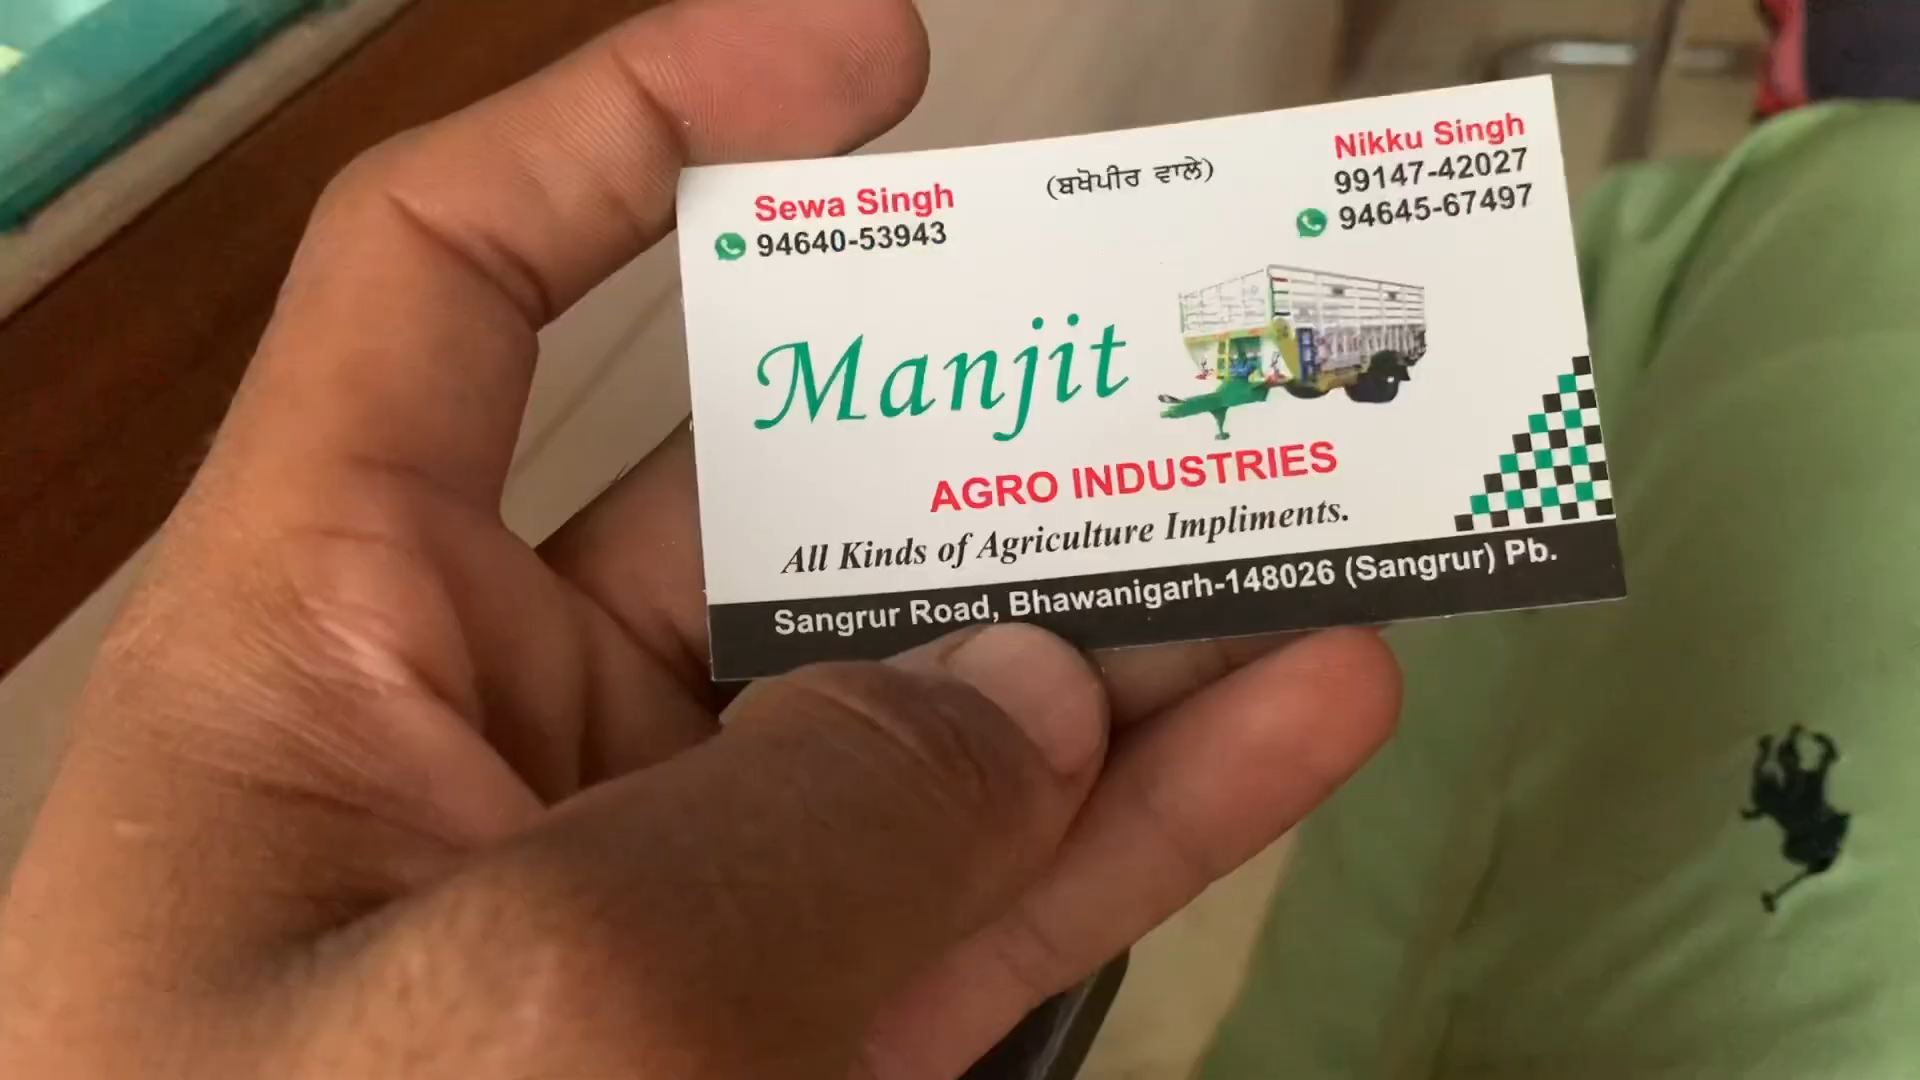 Sewa Singh
94640-53943
(ਬਖੋਪੀਰ ਵਾਲੇ)
Nikku Singh
99147-42027
94645-67497
Manjit
AGRO INDUSTRIES
All Kinds of Agriculture Impliments.
Sangrur Road, Bhawanigarh-148026 (Sangrur) Pb.